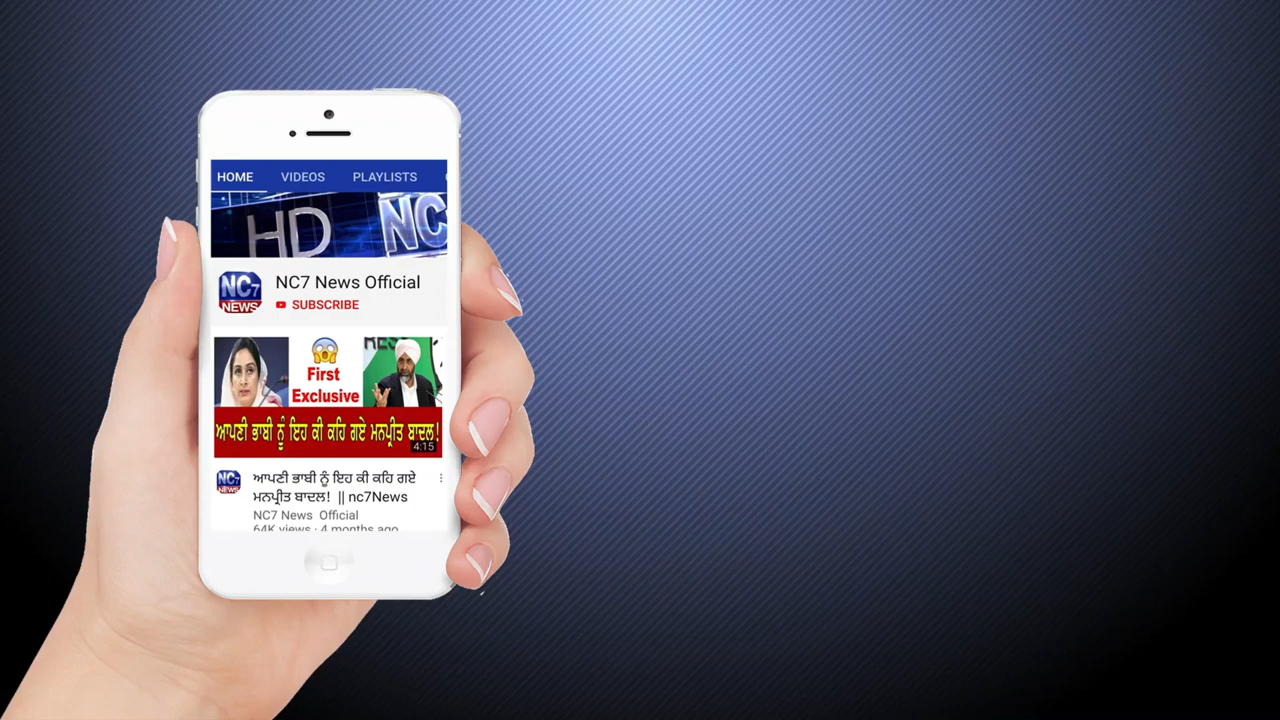 HOME VIDEOS PLAYLISTS
HD NC
NC7 NEWS
NC7 News Official
SUBSCRIBE
First
Exclusive
ਆਪਣੀ ਭਾਬੀ ਨੂੰ ਇਹ ਕੀ ਕਹਿ ਗਏ ਮਨਪ੍ਰੀਤ ਬਾਦਲ!
4:15
NC7 NEWS
ਆਪਣੀ ਭਾਬੀ ਨੂੰ ਇਹ ਕੀ ਕਹਿ ਗਏ
ਮਨਪ੍ਰੀਤ ਬਾਦਲ! || nc7News
NC7 News Official
64K views · 4 months ago